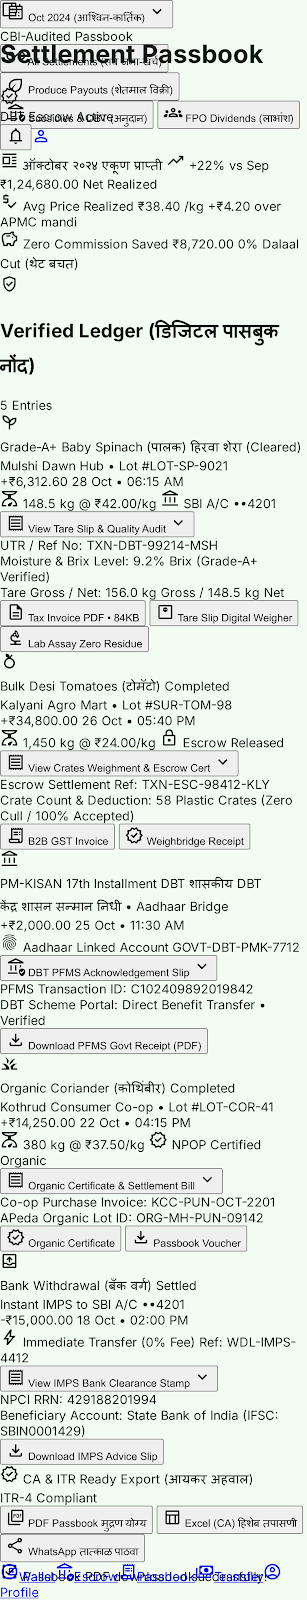 Oct 2024 (आश्विन-कार्तिक)
CBI-Audited Passbook
Settlement Passbook
All Settlements (सर्व जमा-खर्च)
Produce Payouts (शेतमाल विक्री)
DBT Escrow Active
FPO Dividends (लाभांश)
ऑक्टोबर २०२४ एकूण प्राप्ती +22% vs Sep
₹1,24,680.00 Net Realized
Avg Price Realized ₹38.40 /kg +₹4.20 over
APMC mandi
Zero Commission Saved ₹8,720.00 0% Dalaal
Cut (थेट बचत)
Verified Ledger (डिजिटल पासबुक
नोंद)
5 Entries
Grade-A+ Baby Spinach (पालक) हिरवा शेरा (Cleared)
Mulshi Dawn Hub • Lot #LOT-SP-9021
+₹6,312.60 28 Oct • 06:15 AM
148.5 kg @ ₹42.00/kg SBI A/C ••4201
View Tare Slip & Quality Audit
UTR / Ref No: TXN-DBT-99214-MSH
Moisture & Brix Level: 9.2% Brix (Grade-A+
Verified)
Tare Gross / Net: 156.0 kg Gross / 148.5 kg Net
Tax Invoice PDF • 84KB Tare Slip Digital Weigher
Lab Assay Zero Residue
Bulk Desi Tomatoes (टोमॅटो) Completed
Kalyani Agro Mart • Lot #SUR-TOM-98
+₹34,800.00 26 Oct • 05:40 PM
1,450 kg @ ₹24.00/kg Escrow Released
View Crates Weighment & Escrow Cert
Escrow Settlement Ref: TXN-ESC-98412-KLY
Crate Count & Deduction: 58 Plastic Crates (Zero
Cull / 100% Accepted)
B2B GST Invoice Weighbridge Receipt
PM-KISAN 17th Installment DBT शासकीय DBT
केंद्र शासन सन्मान निधी • Aadhaar Bridge
+₹2,000.00 25 Oct • 11:30 AM
Aadhaar Linked Account GOVT-DBT-PMK-7712
DBT PFMS Acknowledgement Slip
PFMS Transaction ID: C102409892019842
DBT Scheme Portal: Direct Benefit Transfer •
Verified
Download PFMS Govt Receipt (PDF)
Organic Coriander (कोथिंबीर) Completed
Kothrud Consumer Co-op • Lot #LOT-COR-41
+₹14,250.00 22 Oct • 04:15 PM
380 kg @ ₹37.50/kg NPOP Certified
Organic
Organic Certificate & Settlement Bill
Co-op Purchase Invoice: KCC-PUN-OCT-2201
APeda Organic Lot ID: ORG-MH-PUN-09142
Organic Certificate Passbook Voucher
Bank Withdrawal (बँक वर्ग) Settled
Instant IMPS to SBI A/C ••4201
-₹15,000.00 18 Oct • 02:00 PM
Immediate Transfer (0% Fee) Ref: WDL-IMPS-
4412
View IMPS Bank Clearance Stamp
NPCI RRN: 429188201994
Beneficiary Account: State Bank of India (IFSC:
SBIN0001429)
Download IMPS Advice Slip
CA & ITR Ready Export (आयकर अहवाल)
ITR-4 Compliant
PDF Passbook मुद्रण योग्य Excel (CA) हिशेब तपासणी
WhatsApp तात्काळ पाठवा
Profile